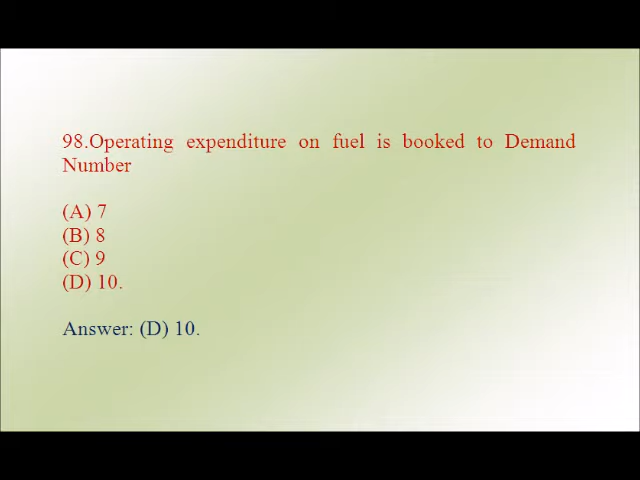 98.Operating expenditure on fuel is booked to Demand
Number
(A) 7
(B) 8
(C) 9
(D) 10.
Answer: (D) 10.